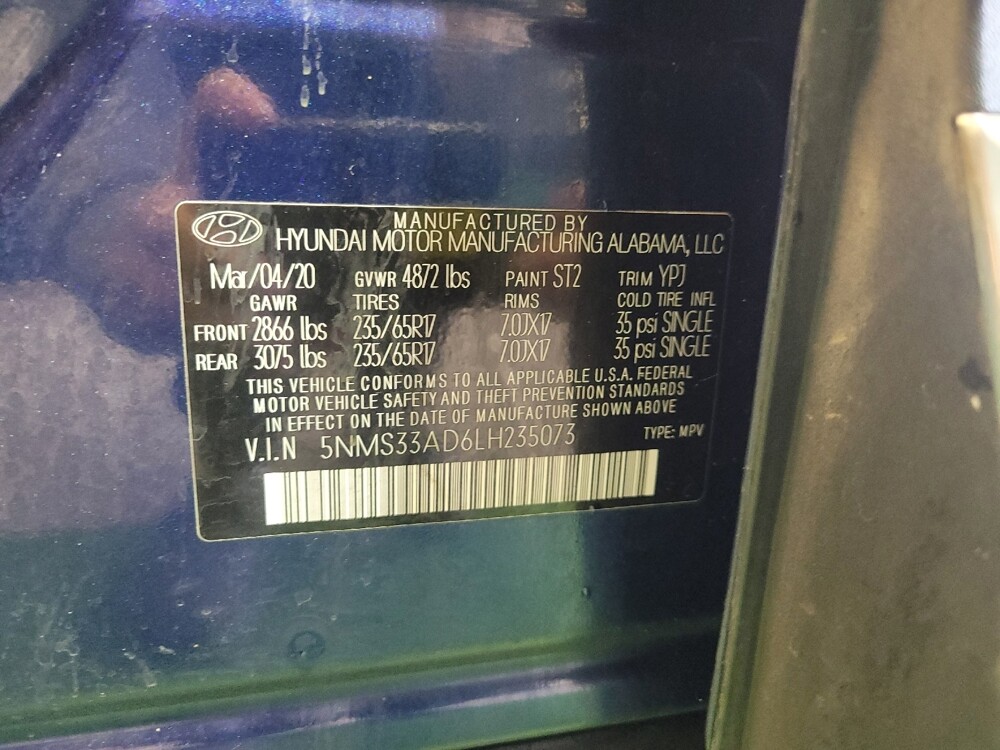 MANUFACTURED BY
HYUNDAI MOTOR MANUFACTURING ALABAMA, LLC
Mar/04/20 GVWR 4872 lbs PAINT ST2 TRIM YPJ
GAWR TIRES RIMS COLD TIRE INFL
FRONT 2866 lbs 235/65R17 7.0JX17 35 psi SINGLE
REAR 3075 lbs 235/65R17 7.0JX17 35 psi SINGLE
THIS VEHICLE CONFORMS TO ALL APPLICABLE U.S.A. FEDERAL
MOTOR VEHICLE SAFETY AND THEFT PREVENTION STANDARDS
IN EFFECT ON THE DATE OF MANUFACTURE SHOWN ABOVE
V.I.N 5NMS33AD6LH235073 TYPE: MPV